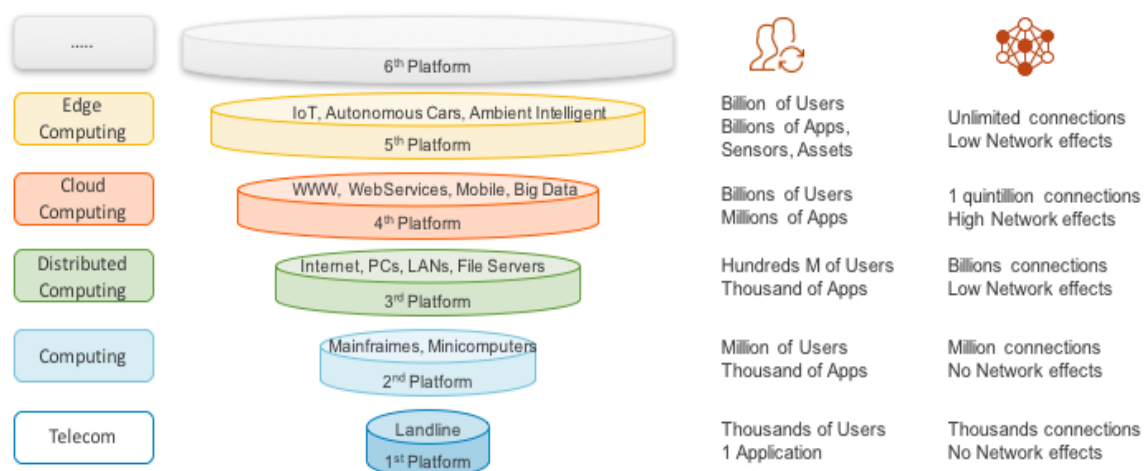 .....
6th Platform
Edge
Computing
IoT, Autonomous Cars, Ambient Intelligent
5th Platform
Billion of Users
Billions of Apps,
Sensors, Assets
Unlimited connections
Low Network effects
Cloud
Computing
WWW, WebServices, Mobile, Big Data
4th Platform
Billions of Users
Millions of Apps
1 quintillion connections
High Network effects
Distributed
Computing
Internet, PCs, LANs, File Servers
3rd Platform
Hundreds M of Users
Thousand of Apps
Billions connections
Low Network effects
Computing
Mainfraimes, Minicomputers
2nd Platform
Million of Users
Thousand of Apps
Million connections
No Network effects
Telecom
Landline
1st Platform
Thousands of Users
1 Application
Thousands connections
No Network effects